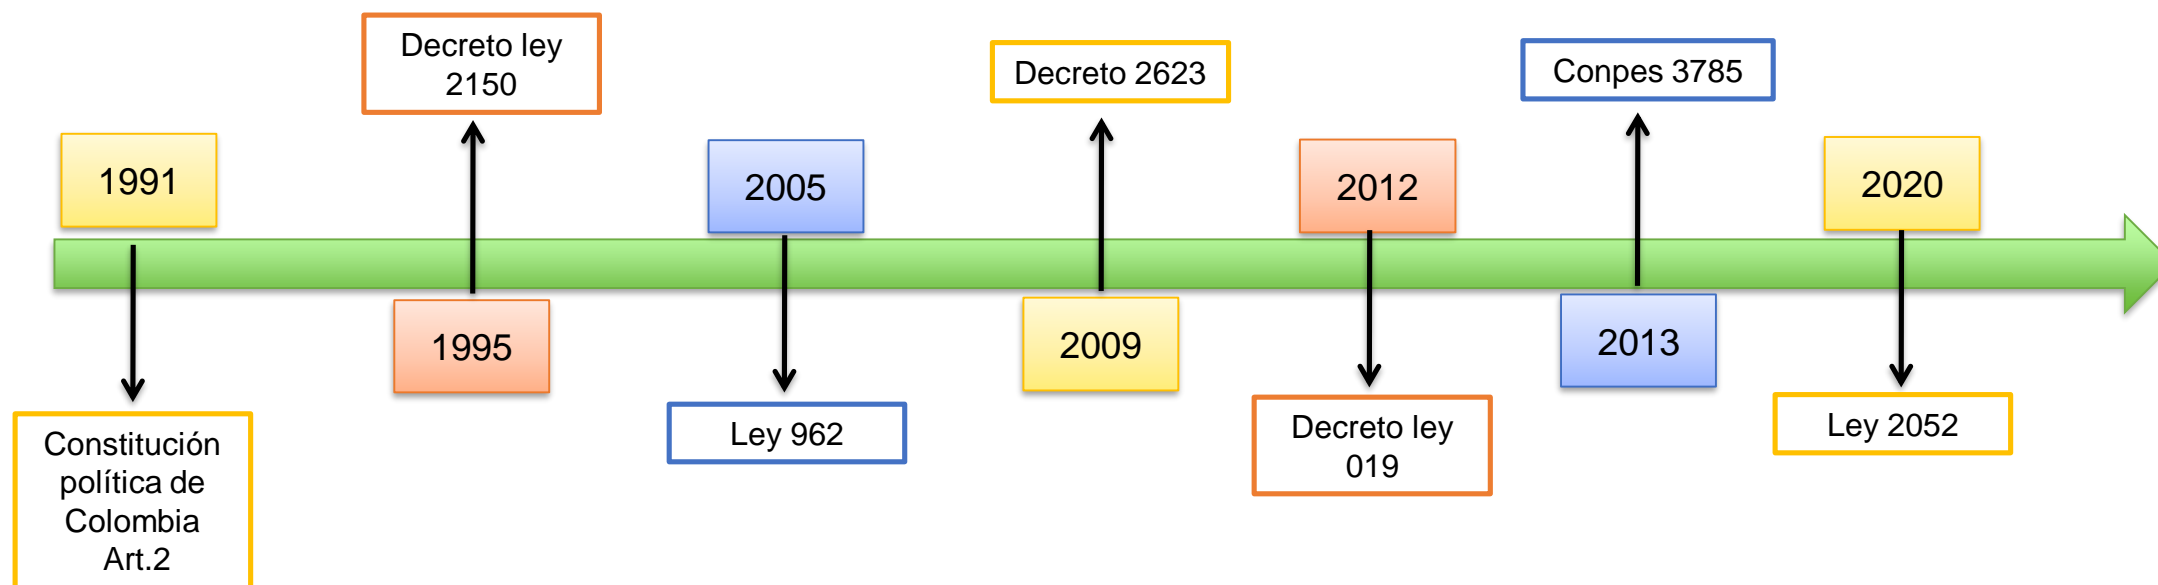 1991
Constitución
política de
Colombia
Art.2
Decreto ley
2150
1995
2005
Ley 962
Decreto 2623
2009
2012
Decreto ley
019
Conpes 3785
2013
2020
Ley 2052